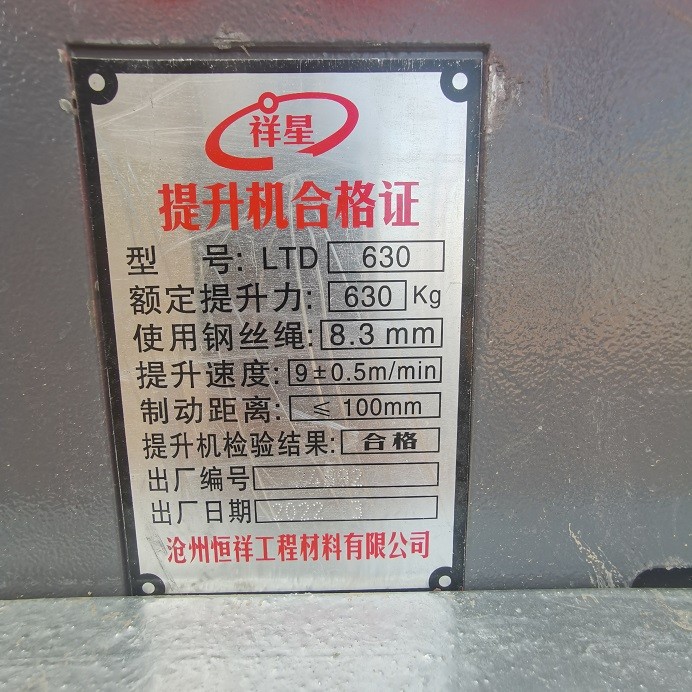 祥星
提升机合格证
型 号: LTD 630
额定提升力: 630 Kg
使用钢丝绳: 8.3 mm
提升速度: 9±0.5m/min
制动距离: ≤ 100mm
提升机检验结果: 合格
出厂编号
出厂日期 2022
沧州恒祥工程材料有限公司